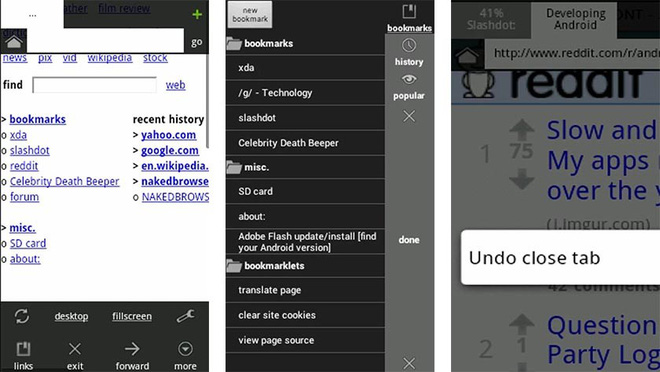 ...
ather film review
go
news pix vid wikipedia stock
find web
> bookmarks
o xda
o slashdot
o reddit
o Celebrity Death Beeper
o forum
> misc.
o SD card
o about:
recent history
> yahoo.com
> google.com
> en.wikipedia.
> nakedbrowse
o NAKEDBROWS
desktop fillscreen
links exit forward more
new
bookmark
bookmarks
xda
/g/ - Technology
slashdot
Celebrity Death Beeper
misc.
SD card
about:
Adobe Flash update/install [find
your Android version]
bookmarklets
translate page
clear site cookies
view page source
bookmarks
history
popular
done
41%
Slashdot:
Developing
Android
ONT -
http://www.reddit.com/r/andr
reddit
1
75
Slow and
My apps
over the y
(i.imgur.com)
Undo close tab
42 comments
2
1
Question
Party Log